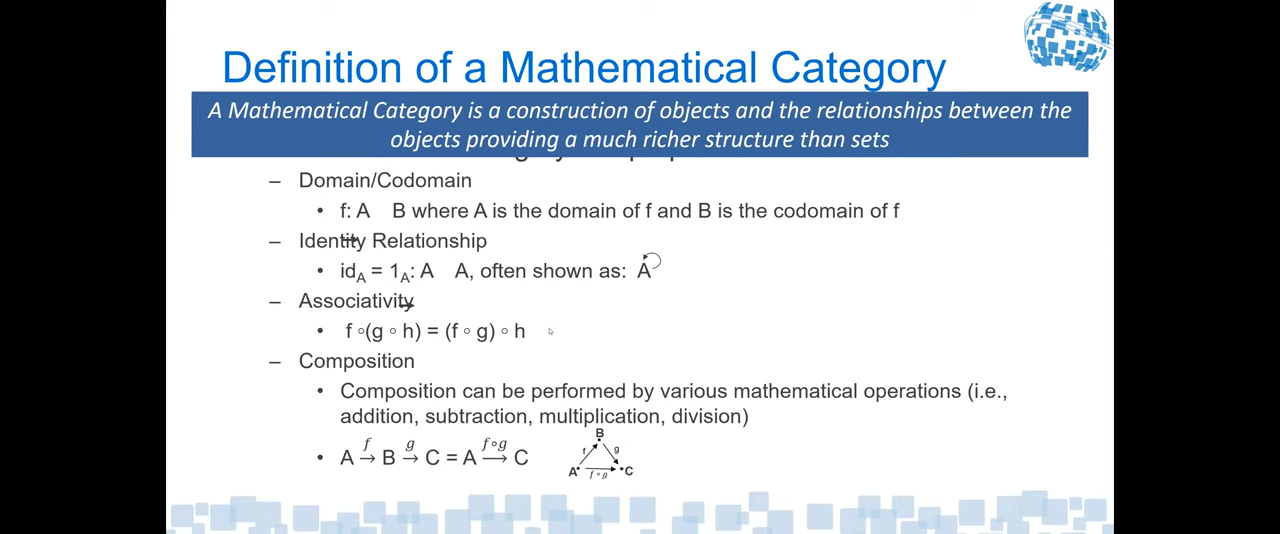 Definition of a Mathematical Category
A Mathematical Category is a construction of objects and the relationships between the
objects providing a much richer structure than sets
– Domain/Codomain
• f: A B where A is the domain of f and B is the codomain of f
– Identity Relationship
• id_A = 1_A: A A, often shown as: A
– Associativity
• f ∘(g ∘ h) = (f ∘ g) ∘ h
– Composition
• Composition can be performed by various mathematical operations (i.e.,
addition, subtraction, multiplication, division)
• A →f B →g C = A →f∘g C
B
f g
A C
f ∘ g